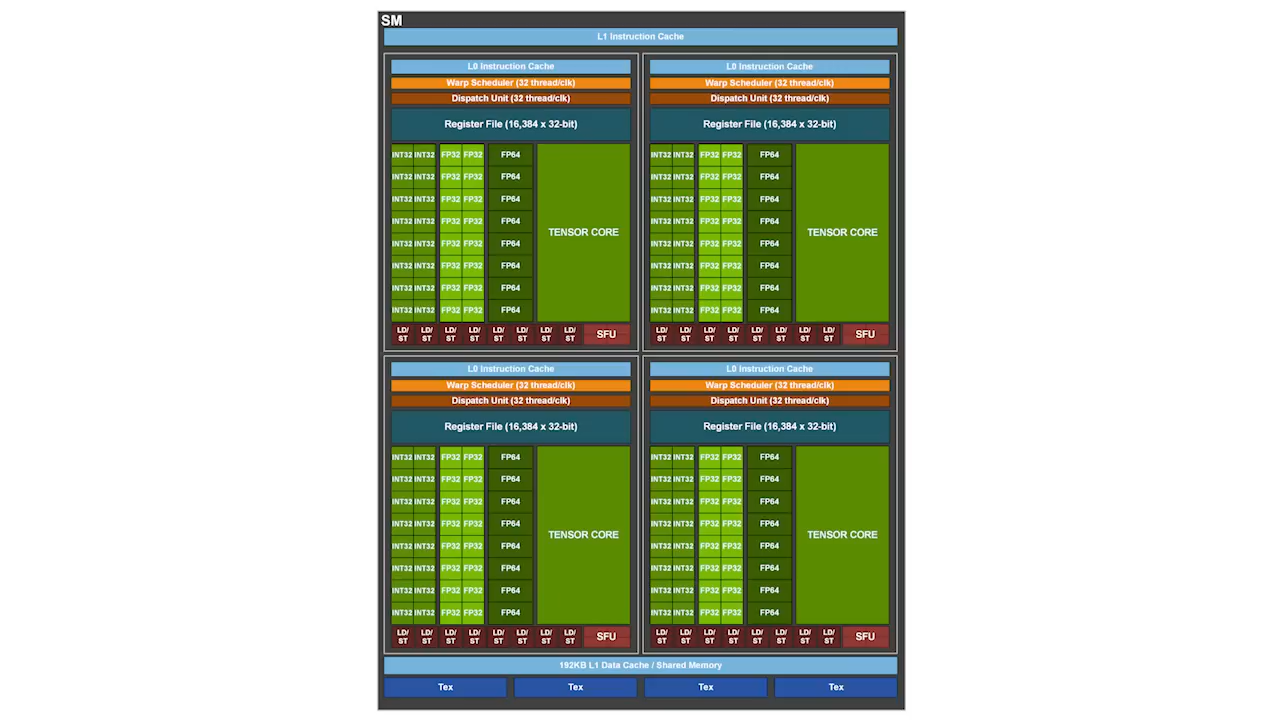 SM
L1 Instruction Cache
L0 Instruction Cache
Warp Scheduler (32 thread/clk)
Dispatch Unit (32 thread/clk)
Register File (16,384 x 32-bit)
INT32 INT32 FP32 FP32 FP64
INT32 INT32 FP32 FP32 FP64
INT32 INT32 FP32 FP32 FP64
INT32 INT32 FP32 FP32 FP64
TENSOR CORE
INT32 INT32 FP32 FP32 FP64
INT32 INT32 FP32 FP32 FP64
INT32 INT32 FP32 FP32 FP64
INT32 INT32 FP32 FP32 FP64
LD/ LD/ LD/ LD/ LD/ LD/ LD/ LD/
ST ST ST ST ST ST ST ST
SFU
L0 Instruction Cache
Warp Scheduler (32 thread/clk)
Dispatch Unit (32 thread/clk)
Register File (16,384 x 32-bit)
INT32 INT32 FP32 FP32 FP64
INT32 INT32 FP32 FP32 FP64
INT32 INT32 FP32 FP32 FP64
INT32 INT32 FP32 FP32 FP64
TENSOR CORE
INT32 INT32 FP32 FP32 FP64
INT32 INT32 FP32 FP32 FP64
INT32 INT32 FP32 FP32 FP64
INT32 INT32 FP32 FP32 FP64
LD/ LD/ LD/ LD/ LD/ LD/ LD/ LD/
ST ST ST ST ST ST ST ST
SFU
L0 Instruction Cache
Warp Scheduler (32 thread/clk)
Dispatch Unit (32 thread/clk)
Register File (16,384 x 32-bit)
INT32 INT32 FP32 FP32 FP64
INT32 INT32 FP32 FP32 FP64
INT32 INT32 FP32 FP32 FP64
INT32 INT32 FP32 FP32 FP64
TENSOR CORE
INT32 INT32 FP32 FP32 FP64
INT32 INT32 FP32 FP32 FP64
INT32 INT32 FP32 FP32 FP64
INT32 INT32 FP32 FP32 FP64
LD/ LD/ LD/ LD/ LD/ LD/ LD/ LD/
ST ST ST ST ST ST ST ST
SFU
L0 Instruction Cache
Warp Scheduler (32 thread/clk)
Dispatch Unit (32 thread/clk)
Register File (16,384 x 32-bit)
INT32 INT32 FP32 FP32 FP64
INT32 INT32 FP32 FP32 FP64
INT32 INT32 FP32 FP32 FP64
INT32 INT32 FP32 FP32 FP64
TENSOR CORE
INT32 INT32 FP32 FP32 FP64
INT32 INT32 FP32 FP32 FP64
INT32 INT32 FP32 FP32 FP64
INT32 INT32 FP32 FP32 FP64
LD/ LD/ LD/ LD/ LD/ LD/ LD/ LD/
ST ST ST ST ST ST ST ST
SFU
192KB L1 Data Cache / Shared Memory
Tex Tex Tex Tex